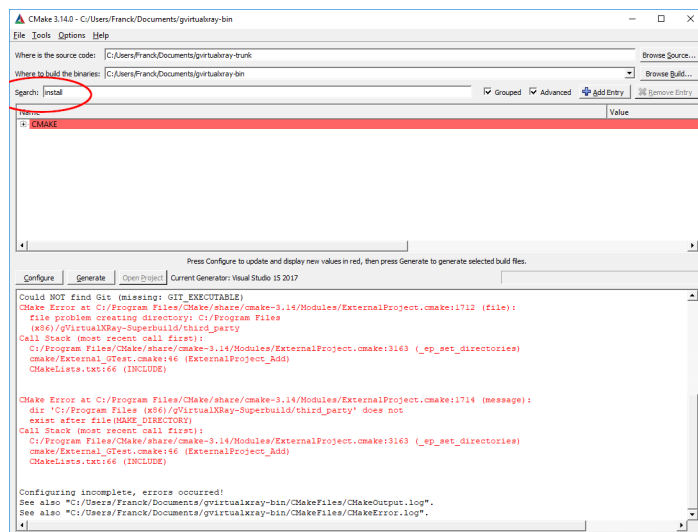 CMake 3.14.0 - C:/Users/Franck/Documents/gvirtualxray-bin
File Tools Options Help
Where is the source code: C:/Users/Franck/Documents/gvirtualxray-trunk Browse Source...
Where to build the binaries: C:/Users/Franck/Documents/gvirtualxray-bin Browse Build...
Search: install Grouped Advanced Add Entry Remove Entry
Name Value
CMAKE
Press Configure to update and display new values in red, then press Generate to generate selected build files.
Configure Generate Open Project Current Generator: Visual Studio 15 2017
Could NOT find Git (missing: GIT_EXECUTABLE)
CMake Error at C:/Program Files/CMake/share/cmake-3.14/Modules/ExternalProject.cmake:1712 (file):
file problem creating directory: C:/Program Files
(x86)/gVirtualXRay-Superbuild/third_party
Call Stack (most recent call first):
C:/Program Files/CMake/share/cmake-3.14/Modules/ExternalProject.cmake:3163 (_ep_set_directories)
cmake/External_GTest.cmake:46 (ExternalProject_Add)
CMakeLists.txt:66 (INCLUDE)
CMake Error at C:/Program Files/CMake/share/cmake-3.14/Modules/ExternalProject.cmake:1714 (message):
dir 'C:/Program Files (x86)/gVirtualXRay-Superbuild/third_party' does not
exist after file(MAKE_DIRECTORY)
Call Stack (most recent call first):
C:/Program Files/CMake/share/cmake-3.14/Modules/ExternalProject.cmake:3163 (_ep_set_directories)
cmake/External_GTest.cmake:46 (ExternalProject_Add)
CMakeLists.txt:66 (INCLUDE)
Configuring incomplete, errors occurred!
See also "C:/Users/Franck/Documents/gvirtualxray-bin/CMakeFiles/CMakeOutput.log".
See also "C:/Users/Franck/Documents/gvirtualxray-bin/CMakeFiles/CMakeError.log".